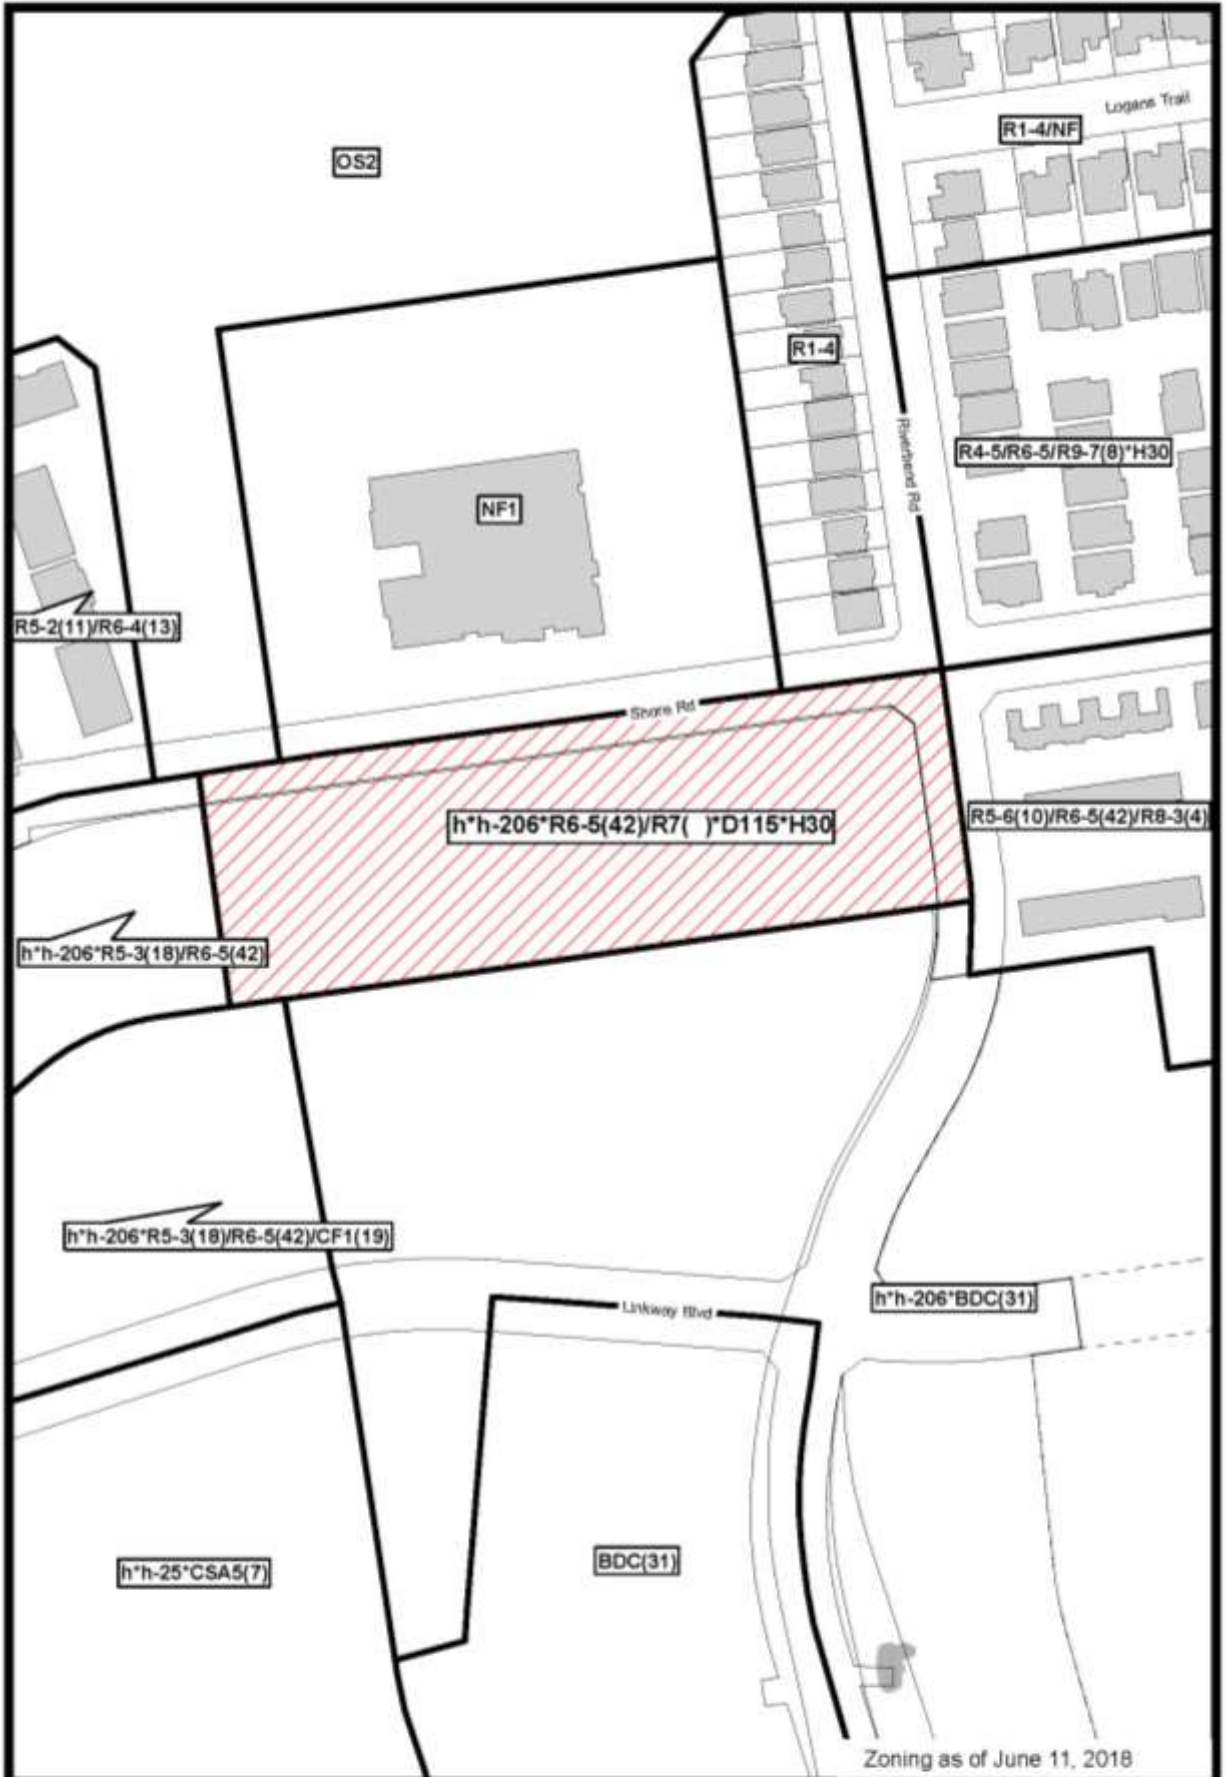 Logans Trail
R1-4/NF
OS2
R1-4
Riverbend Rd
R4-5/R6-5/R9-7(8)*H30
NF1
R5-2(11)/R6-4(13)
Shore Rd
h*h-206*R6-5(42)/R7( )*D115*H30
R5-6(10)/R6-5(42)/R8-3(4)
h*h-206*R5-3(18)/R6-5(42)
h*h-206*R5-3(18)/R6-5(42)/CF1(19)
h*h-206*BDC(31)
Linkway Blvd
h*h-25*CSA5(7)
BDC(31)
Zoning as of June 11, 2018